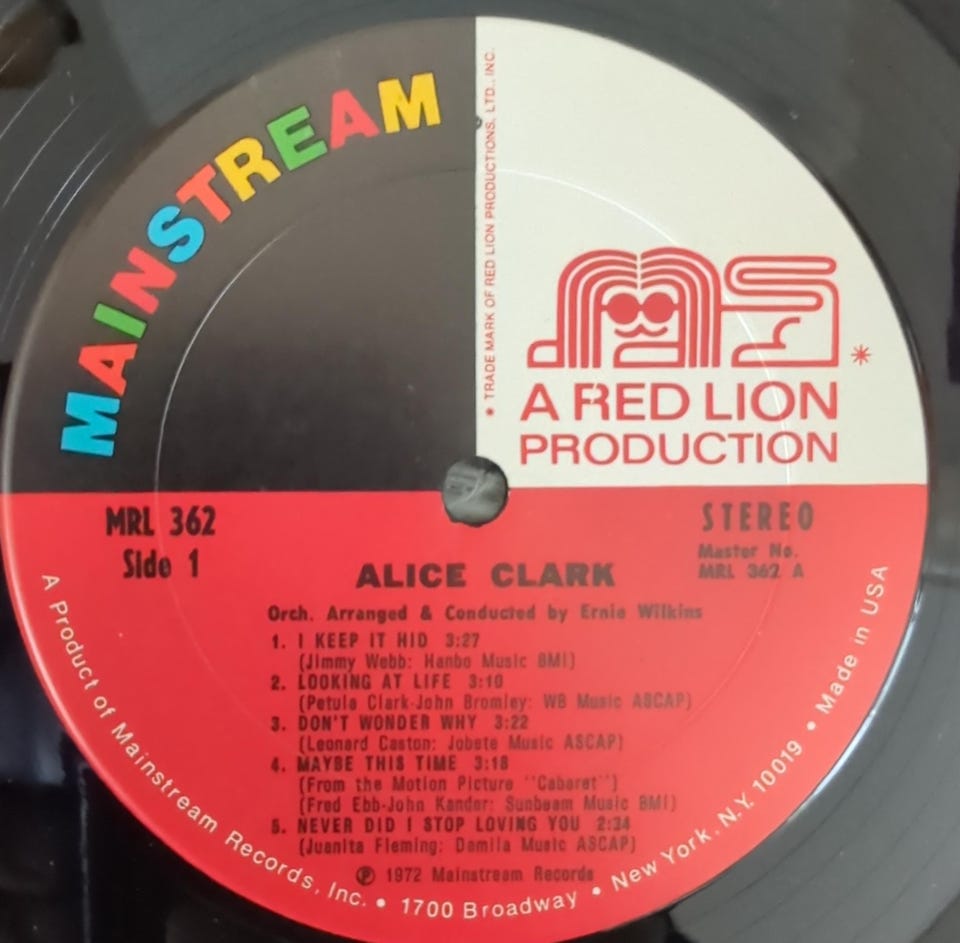 MAINSTREAM
* TRADE MARK OF RED LION PRODUCTIONS, LTD., INC.
MS *
A RED LION
PRODUCTION
MRL 362
Side 1
STEREO
Master No.
MRL 362 A
ALICE CLARK
Orch. Arranged & Conducted by Ernie Wilkins
1. I KEEP IT HID 3:27
(Jimmy Webb: Hanbo Music BMI)
2. LOOKING AT LIFE 3:10
(Petula Clark-John Bromley: WB Music ASCAP)
3. DON'T WONDER WHY 3:22
(Leonard Caston: Jobete Music ASCAP)
4. MAYBE THIS TIME 3:18
(From the Motion Picture "Cabaret")
(Fred Ebb-John Kander: Sunbeam Music BMI)
5. NEVER DID I STOP LOVING YOU 2:34
(Juanita Fleming: Damila Music ASCAP)
℗ 1972 Mainstream Records
A Product of Mainstream Records, Inc. • 1700 Broadway • New York, N.Y. 10019 • Made in USA